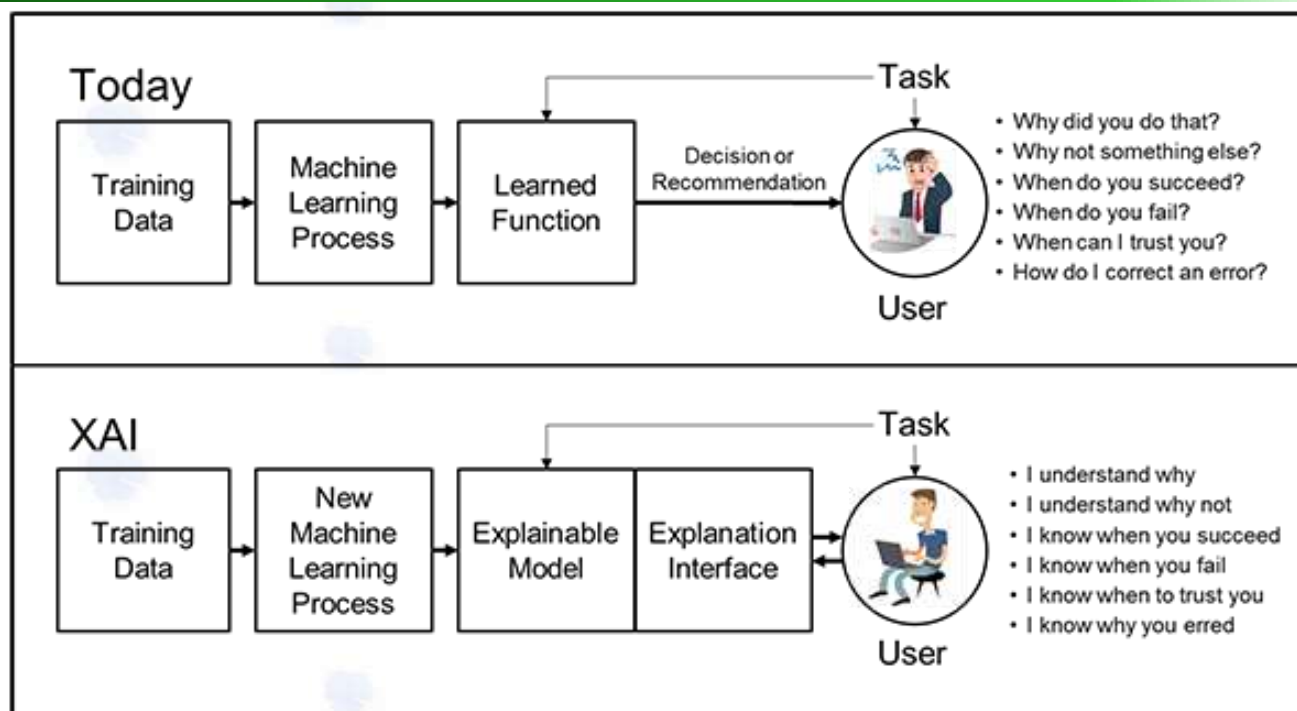 Today
Task
Training
Data
Machine
Learning
Process
Learned
Function
Decision or
Recommendation
User
• Why did you do that?
• Why not something else?
• When do you succeed?
• When do you fail?
• When can I trust you?
• How do I correct an error?
XAI
Task
Training
Data
New
Machine
Learning
Process
Explainable
Model
Explanation
Interface
User
• I understand why
• I understand why not
• I know when you succeed
• I know when you fail
• I know when to trust you
• I know why you erred